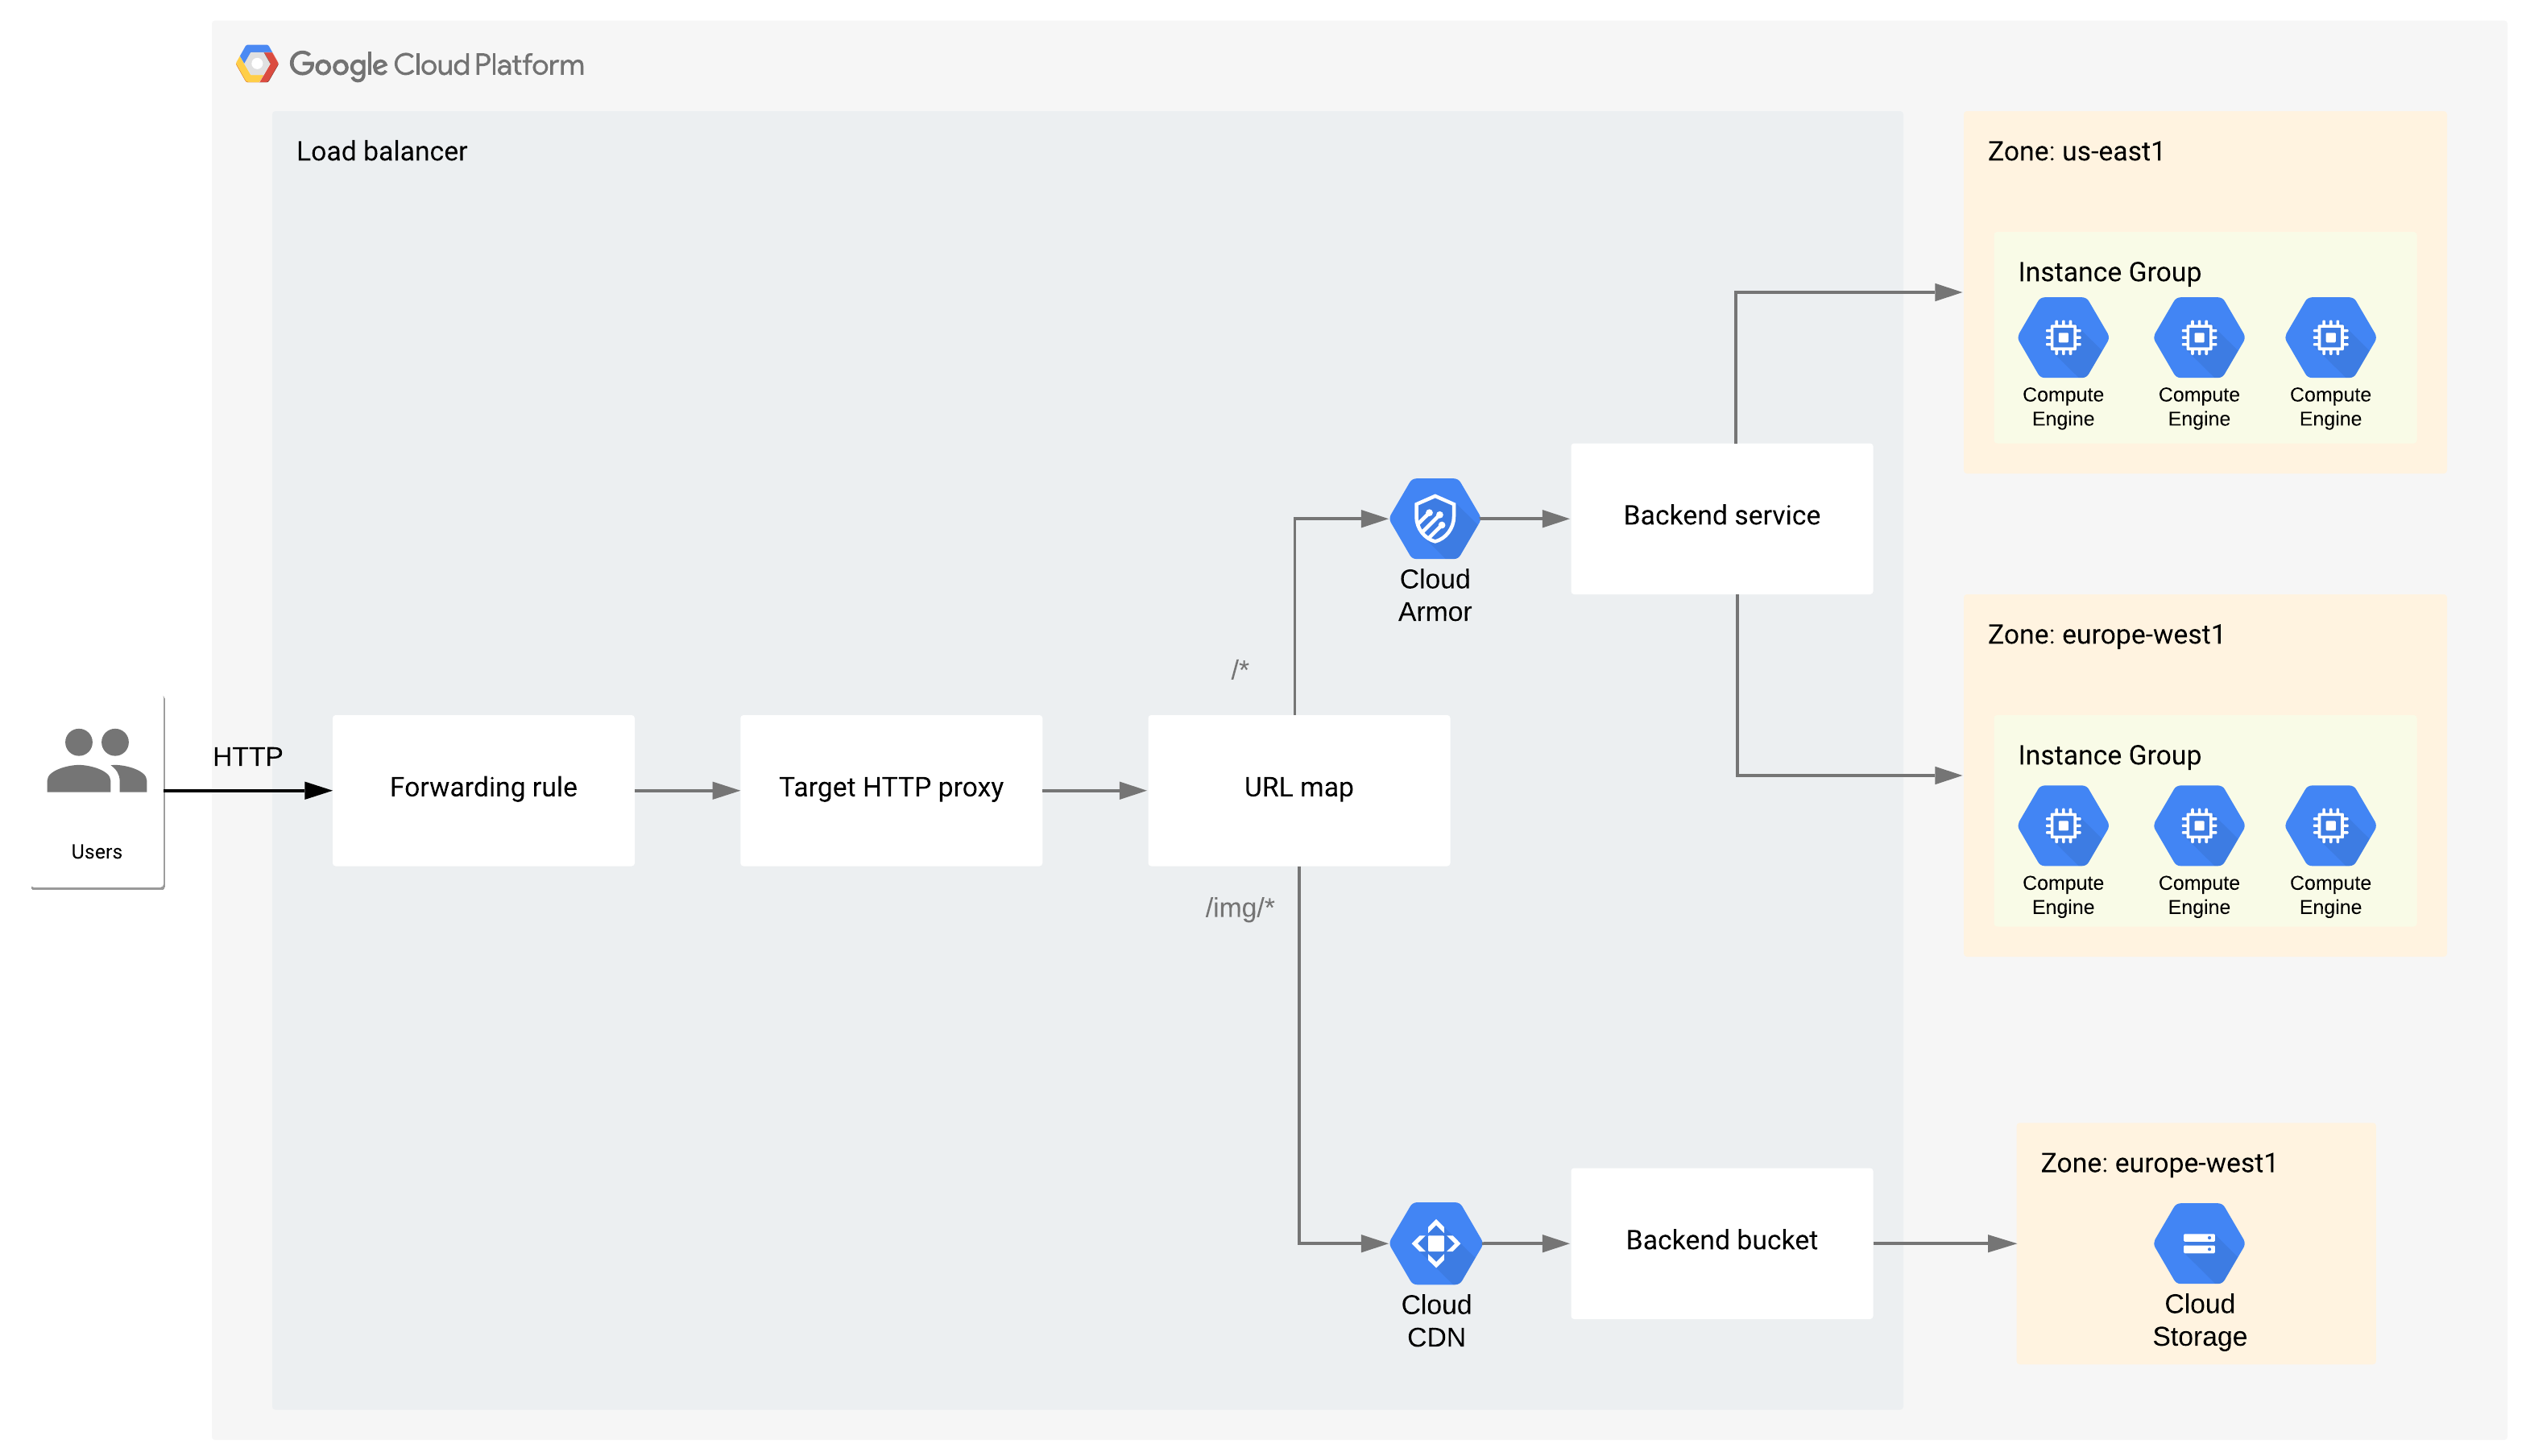 Google Cloud Platform
Load balancer
Zone: us-east1
Instance Group
Compute
Engine
Compute
Engine
Compute
Engine
Backend service
Cloud
Armor
Zone: europe-west1
/*
Instance Group
HTTP
Users
Forwarding rule
Target HTTP proxy
URL map
Compute
Engine
Compute
Engine
Compute
Engine
/img/*
Zone: europe-west1
Backend bucket
Cloud
CDN
Cloud
Storage